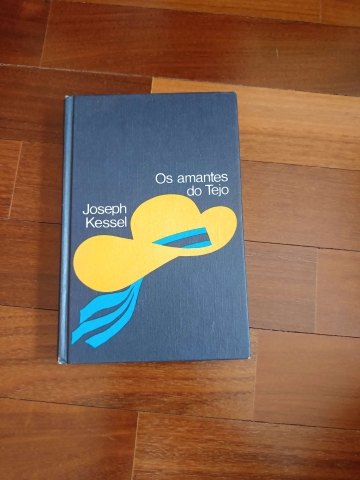 Os amantes
do Tejo
Joseph
Kessel